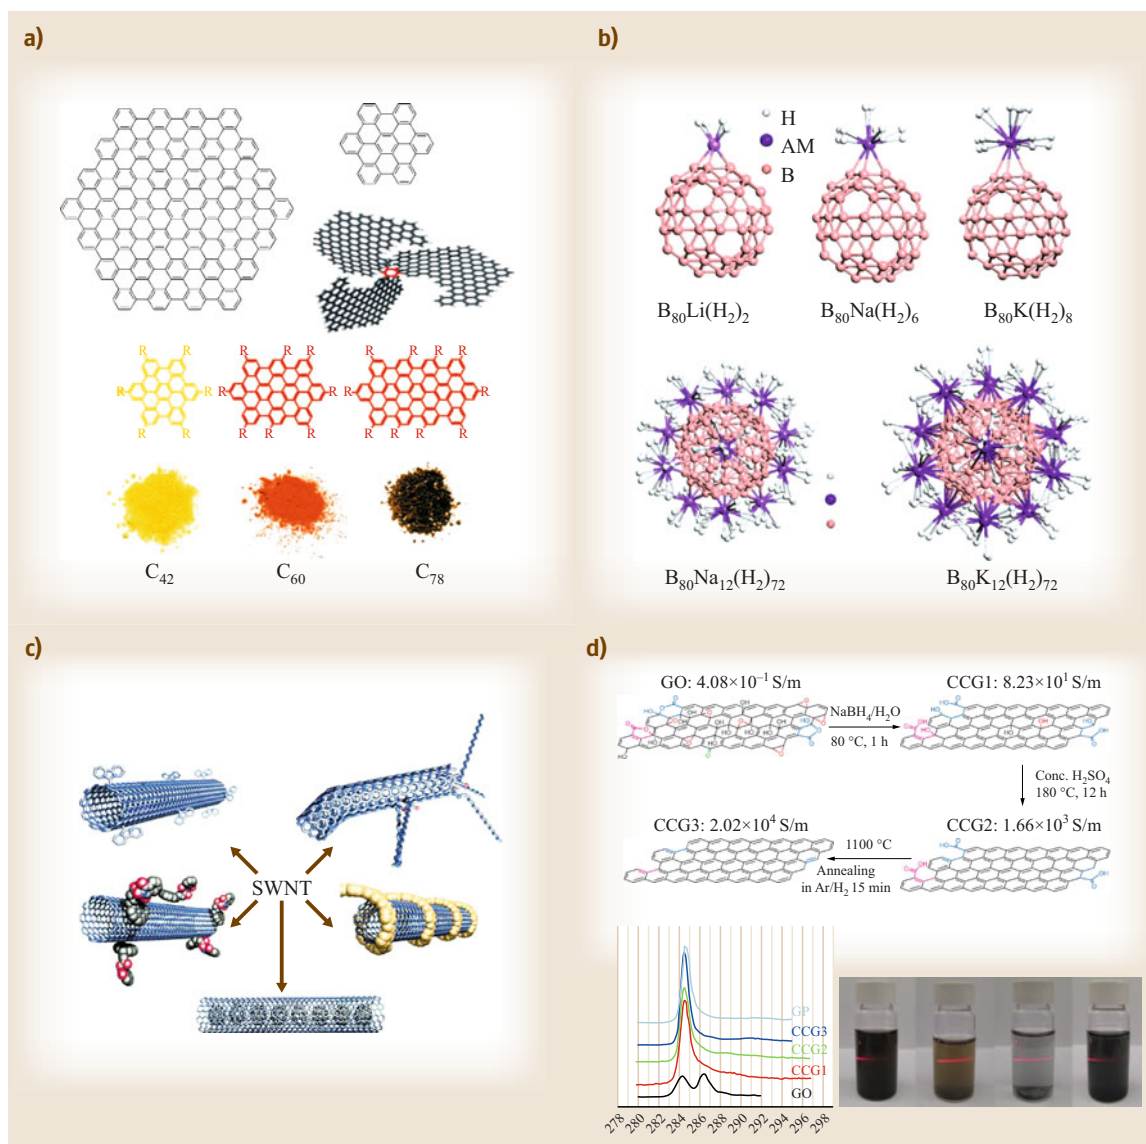 a)
R R R R R R R R R
R R R R R R
R R R R R R R R R
C42 C60 C78
b)
H
AM
B
B80Li(H2)2 B80Na(H2)6 B80K(H2)8
B80Na12(H2)72 B80K12(H2)72
c)
SWNT
d)
GO: 4.08×10⁻¹ S/m
NaBH4/H2O
80 °C, 1 h
CCG1: 8.23×10¹ S/m
Conc. H2SO4
180 °C, 12 h
CCG3: 2.02×10⁴ S/m
1100 °C
Annealing
in Ar/H2 15 min
CCG2: 1.66×10³ S/m
GP
CCG3
CCG2
CCG1
GO
278 280 282 284 286 288 290 292 294 296 298